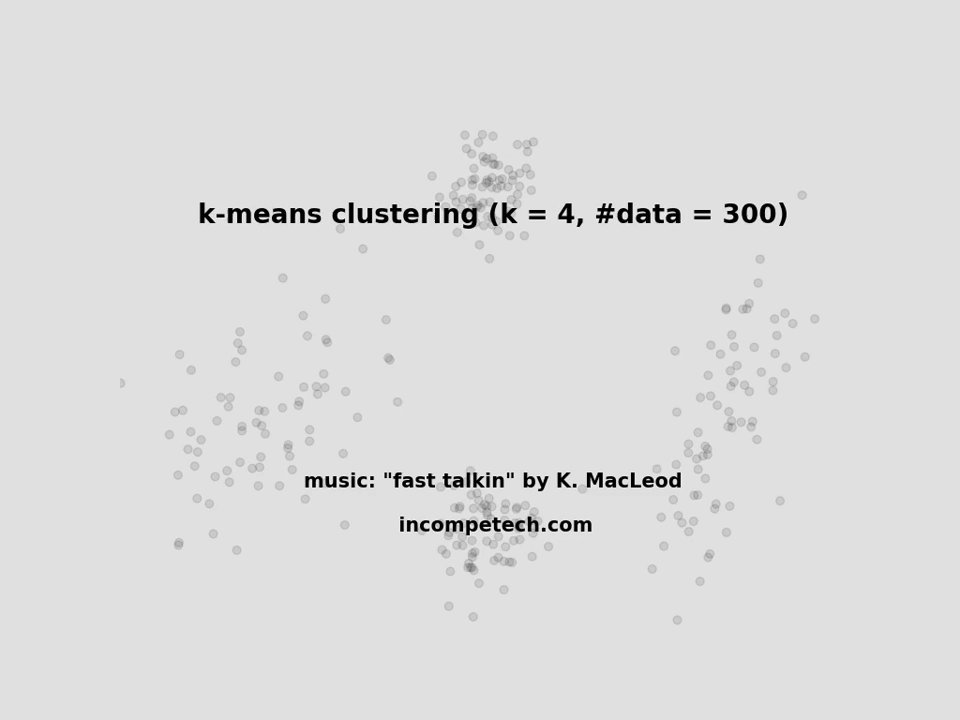 k-means clustering (k = 4, #data = 300)
music: "fast talkin" by K. MacLeod
incompetech.com